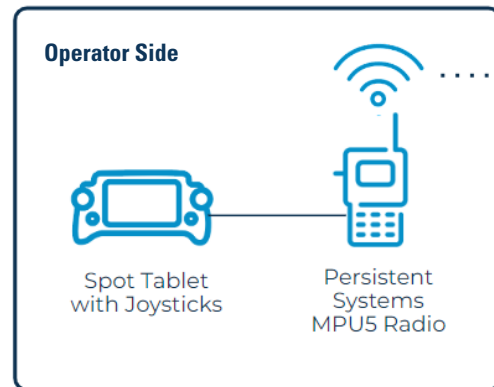 Operator Side
Spot Tablet
with Joysticks
Persistent
Systems
MPU5 Radio